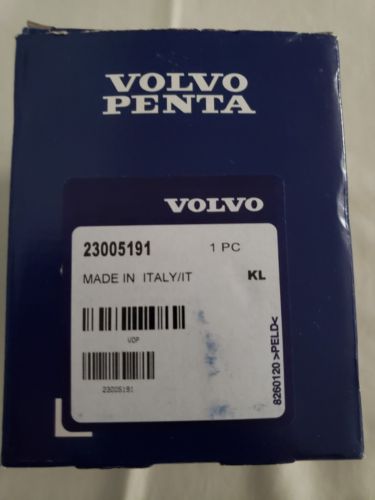 VOLVO
PENTA
VOLVO
23005191 1 PC
MADE IN ITALY/IT KL
VOP
23005191
8260120 >PELD<